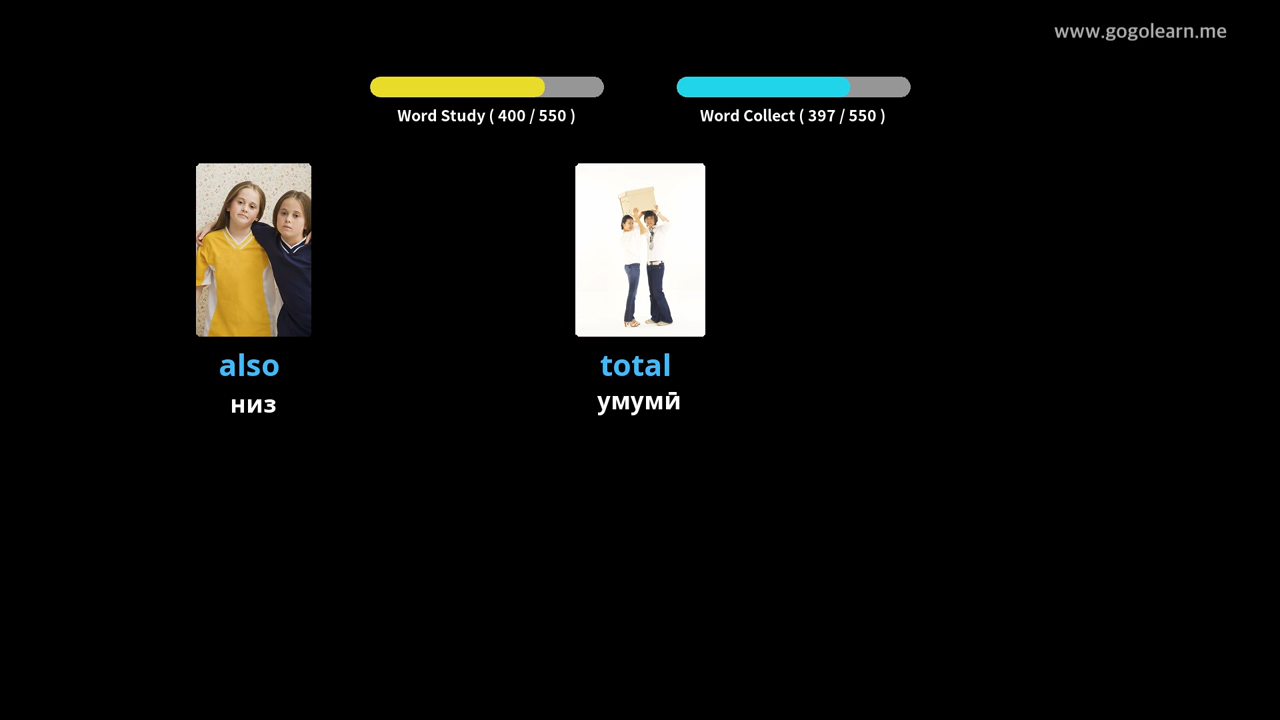 www.gogolearn.me
Word Study ( 400 / 550 )
Word Collect ( 397 / 550 )
also
total
низ
умумӣ